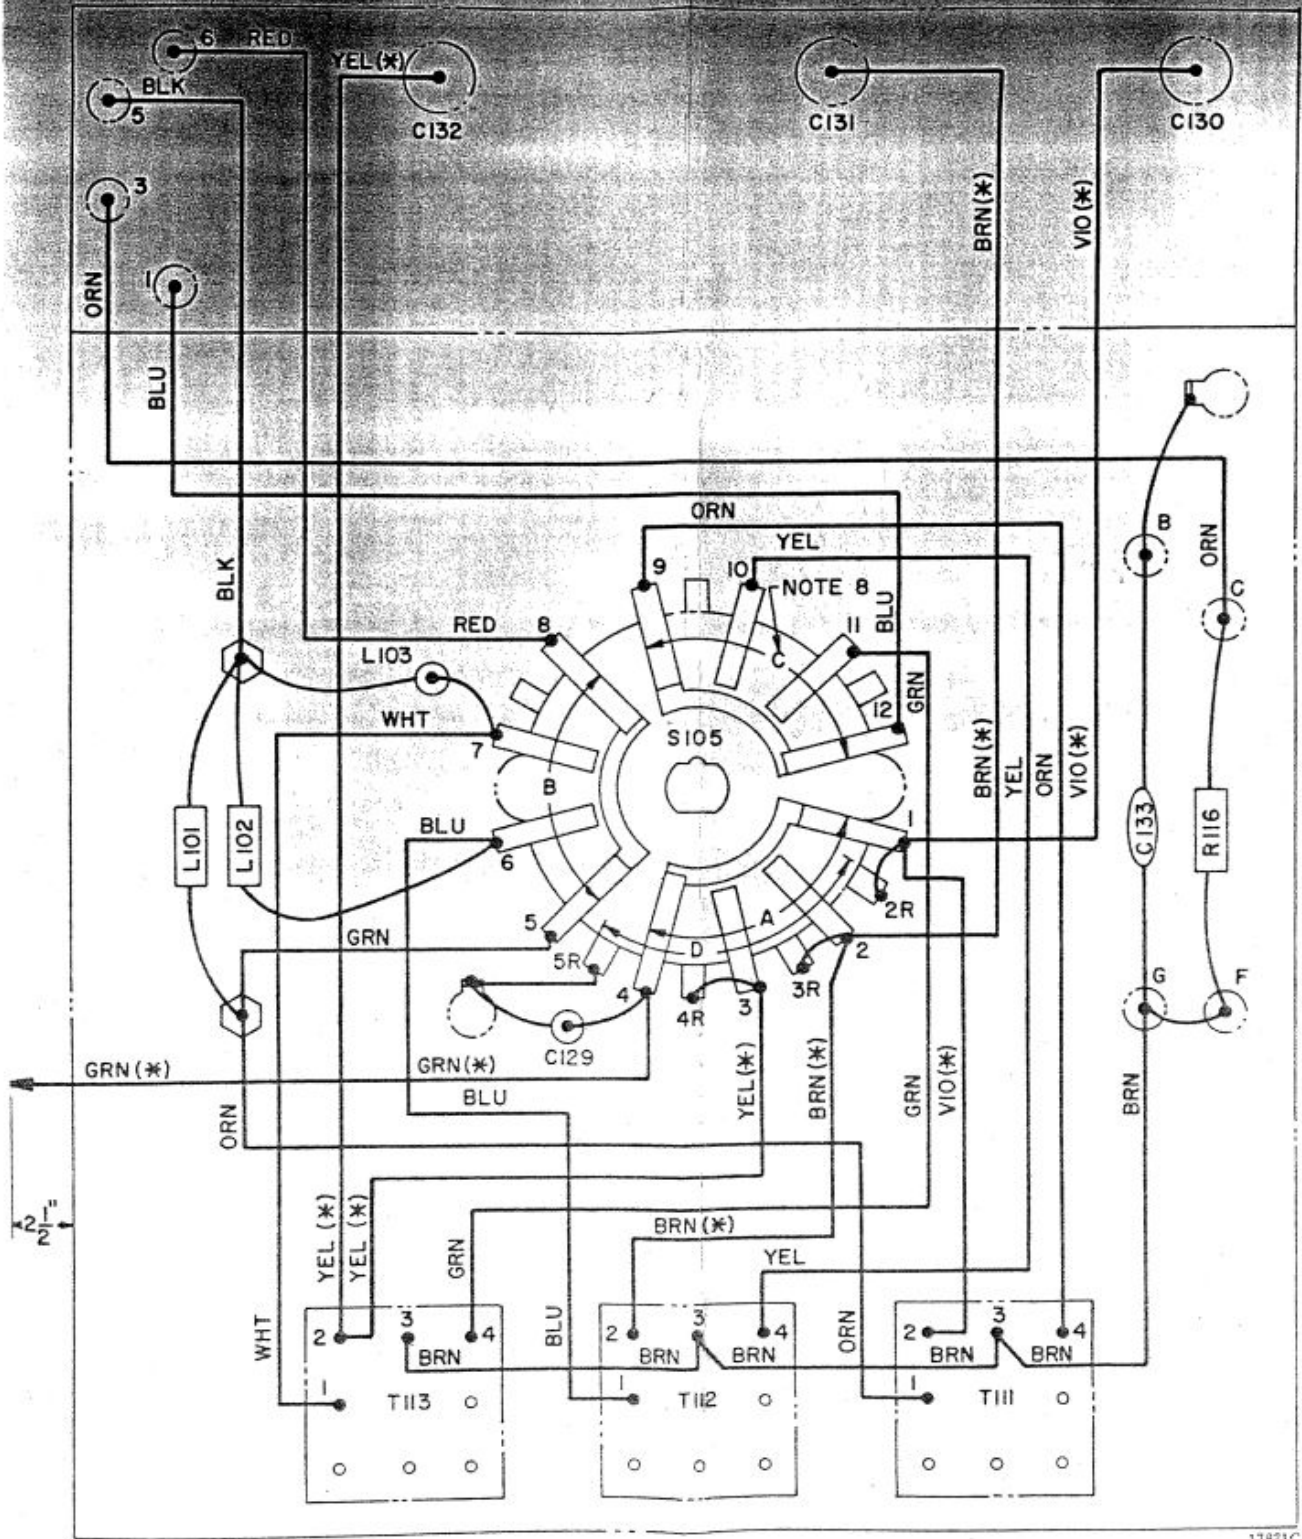 6 RED
YEL(*)
BLK
5
C132
C131
C130
3
BRN(*)
VIO(*)
1
ORN
BLU
ORN
YEL
B
ORN
BLK
9
10
NOTE 8
C
RED
8
11
BLU
L103
C
12
GRN
WHT
S105
7
BRN(*)
YEL
ORN
VIO(*)
B
L101
L102
BLU
6
1
C133
R116
2R
A
5
GRN
D
2
5R
3R
G
F
4
4R
3
C129
GRN(*)
GRN(*)
BLU
YEL(*)
BRN(*)
GRN
VIO(*)
BRN
ORN
2 1/2"
YEL (*)
YEL (*)
GRN
BRN(*)
YEL
WHT
BLU
ORN
2
3
4
2
3
4
2
3
4
BRN
BRN
BRN
BRN
BRN
1
T113
1
T112
1
T111